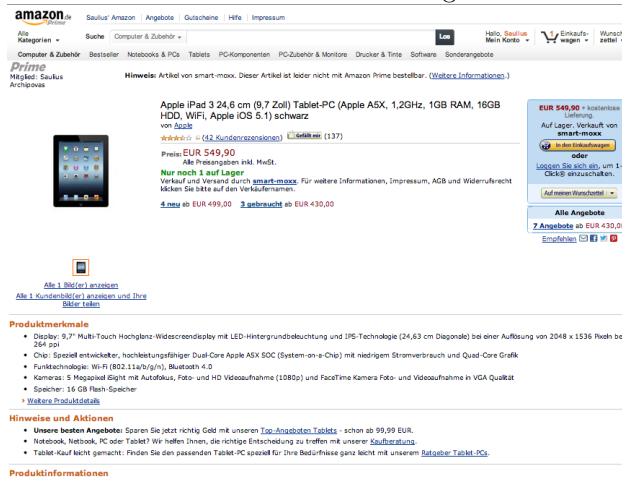 amazon.de
Prime
Saulius' Amazon | Angebote | Gutscheine | Hilfe | Impressum
Alle Kategorien
Suche Computer & Zubehör
Los
Hallo, Saulius Mein Konto
1 Einkaufs-wagen
Wunsch zettel
Computer & Zubehör Bestseller Notebooks & PCs Tablets PC-Komponenten PC-Zubehör & Monitore Drucker & Tinte Software Sonderangebote
Prime
Mitglied: Saulius
Archipovas
Hinweis: Artikel von smart-moxx. Dieser Artikel ist leider nicht mit Amazon Prime bestellbar. (Weitere Informationen.)
Apple iPad 3 24,6 cm (9,7 Zoll) Tablet-PC (Apple A5X, 1,2GHz, 1GB RAM, 16GB
HDD, WiFi, Apple iOS 5.1) schwarz
von Apple
(42 Kundenrezensionen) Gefällt mir (137)
Preis: EUR 549,90
Alle Preisangaben inkl. MwSt.
Nur noch 1 auf Lager
Verkauf und Versand durch smart-moxx. Für weitere Informationen, Impressum, AGB und Widerrufsrecht
klicken Sie bitte auf den Verkäufernamen.
4 neu ab EUR 499,00 3 gebraucht ab EUR 430,00
EUR 549,90 + kostenlose
Lieferung.
Auf Lager. Verkauft von
smart-moxx
In den Einkaufswagen
oder
Loggen Sie sich ein, um 1-
Click® einzuschalten.
Auf meinen Wunschzettel
Alle Angebote
7 Angebote ab EUR 430,0
Empfehlen
Alle 1 Bild(er) anzeigen
Alle 1 Kundenbild(er) anzeigen und Ihre
Bilder teilen
Produktmerkmale
• Display: 9,7" Multi-Touch Hochglanz-Widescreendisplay mit LED-Hintergrundbeleuchtung und IPS-Technologie (24,63 cm Diagonale) bei einer Auflösung von 2048 x 1536 Pixeln be
264 ppi
• Chip: Speziell entwickelter, hochleistungsfähiger Dual-Core Apple A5X SOC (System-on-a-Chip) mit niedrigem Stromverbrauch und Quad-Core Grafik
• Funktechnologie: Wi-Fi (802.11a/b/g/n), Bluetooth 4.0
• Kameras: 5 Megapixel iSight mit Autofokus, Foto- und HD Videoaufnahme (1080p) und FaceTime Kamera Foto- und Videoaufnahme in VGA Qualität
• Speicher: 16 GB Flash-Speicher
› Weitere Produktdetails
Hinweise und Aktionen
• Unsere besten Angebote: Sparen Sie jetzt richtig Geld mit unseren Top-Angeboten Tablets - schon ab 99,99 EUR.
• Notebook, Netbook, PC oder Tablet? Wir helfen Ihnen, die richtige Entscheidung zu treffen mit unserer Kaufberatung.
• Tablet-Kauf leicht gemacht: Finden Sie den passenden Tablet-PC speziell für Ihre Bedürfnisse ganz leicht mit unserem Ratgeber Tablet-PCs.
Produktinformationen